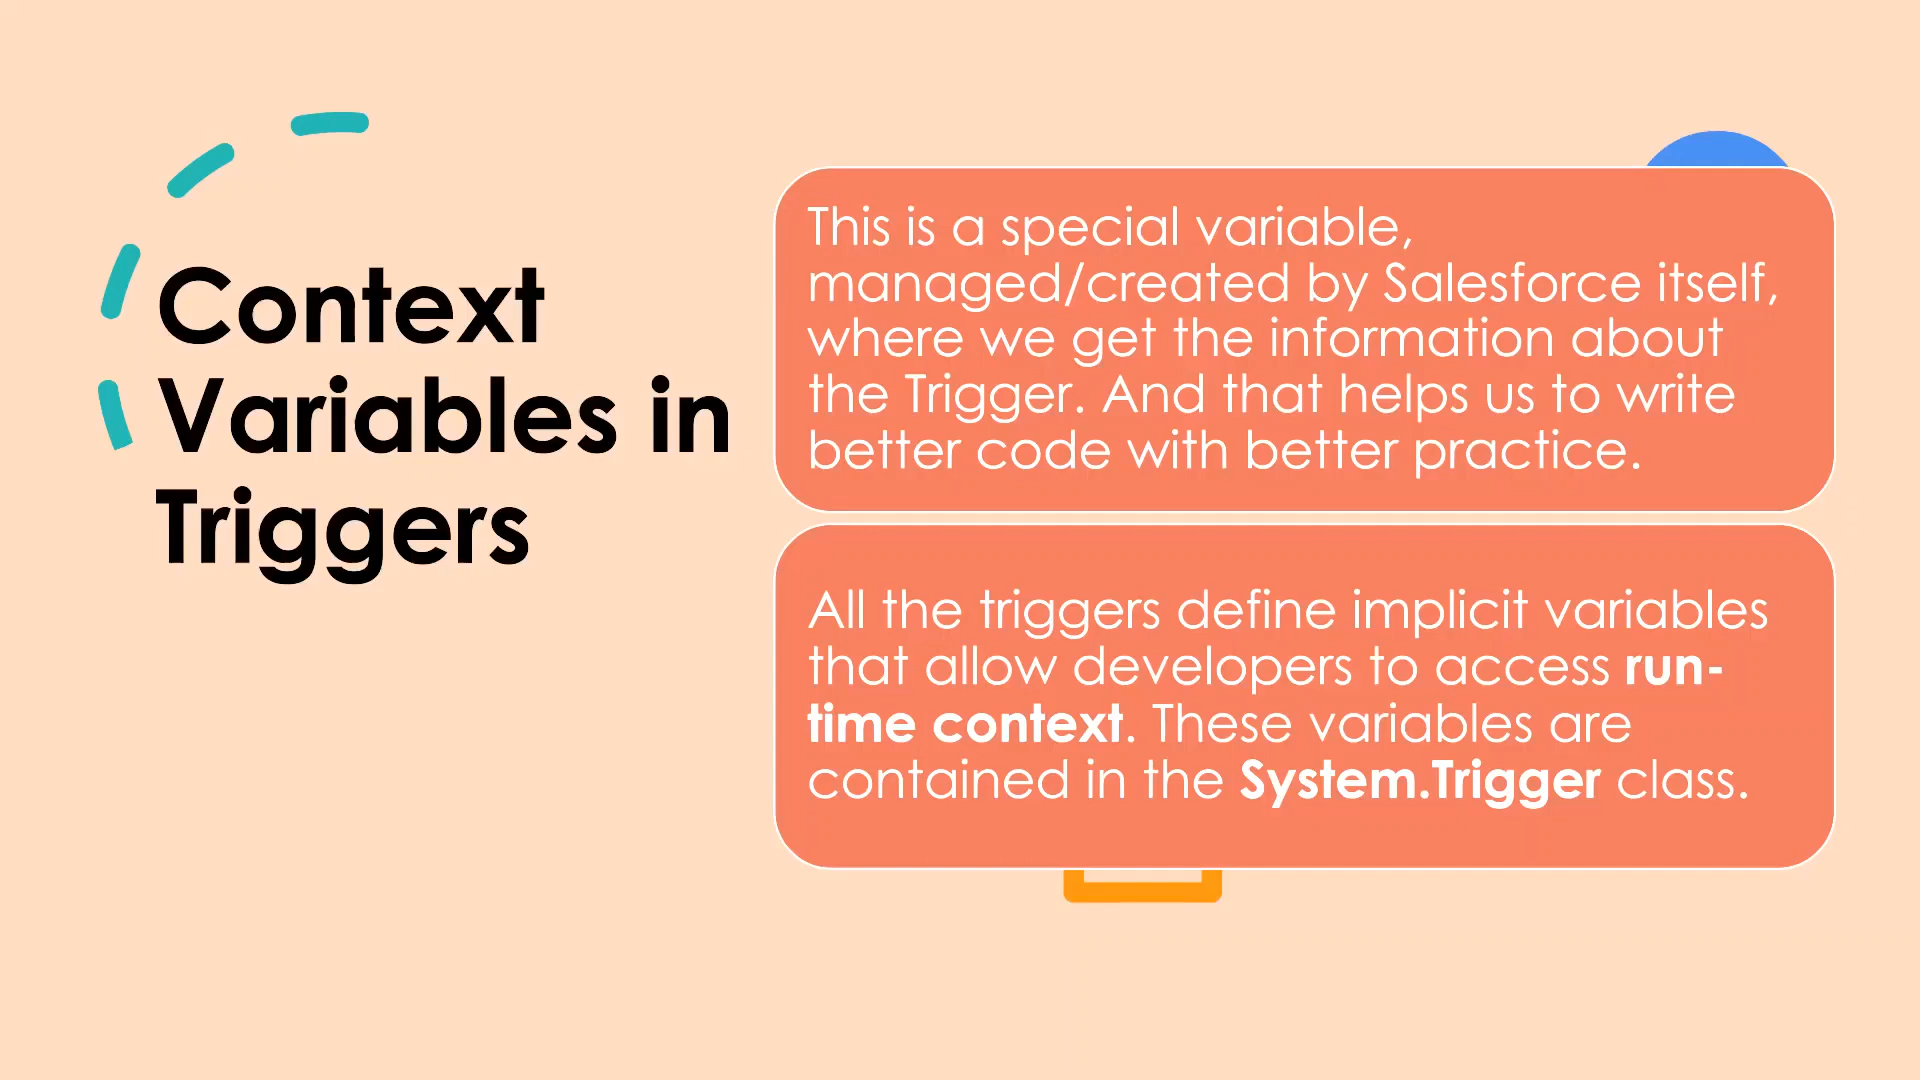 Context
Variables in
Triggers
This is a special variable,
managed/created by Salesforce itself,
where we get the information about
the Trigger. And that helps us to write
better code with better practice.
All the triggers define implicit variables
that allow developers to access run-
time context. These variables are
contained in the System.Trigger class.